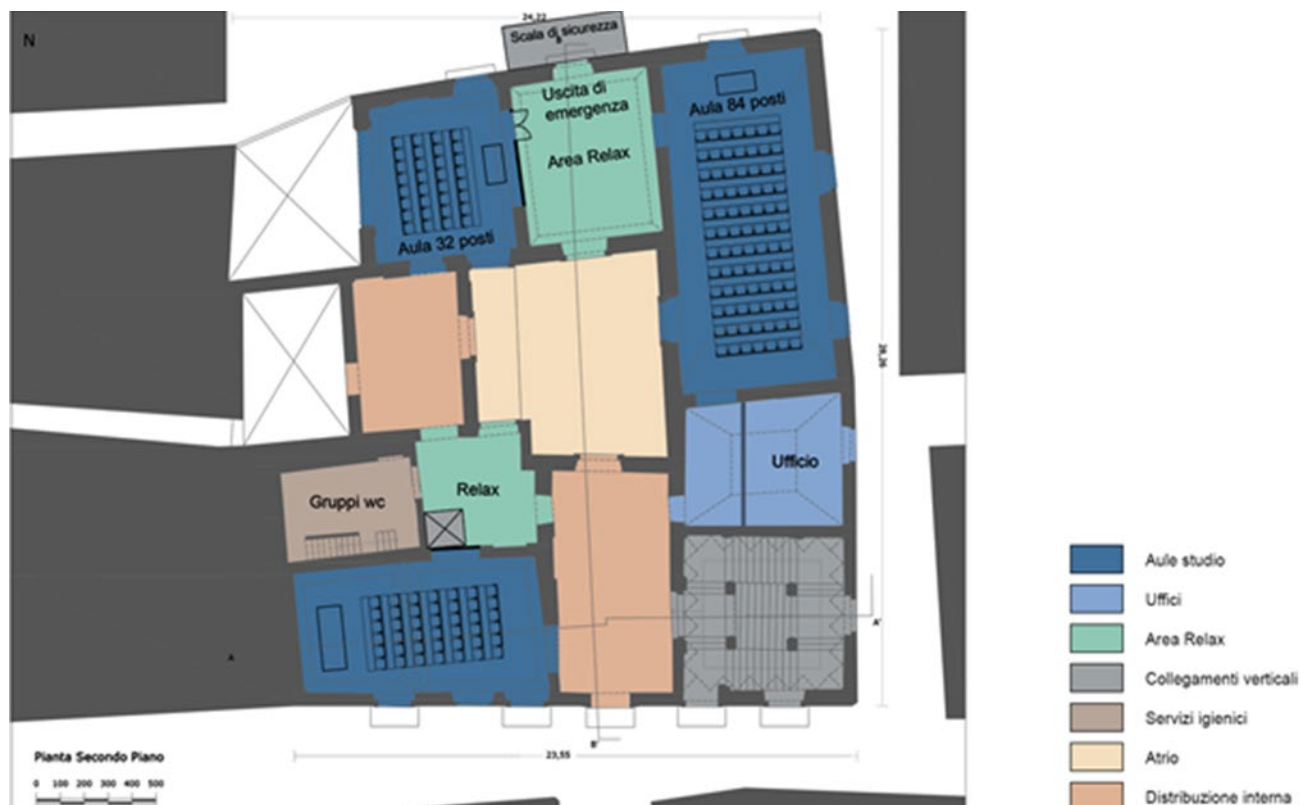 24,22
N
Scala di sicurezza
B
Uscita di
emergenza
Aula 84 posti
Area Relax
Aula 32 posti
Ufficio
Relax
Gruppi wc
A'
A
B'
23,55
Pianta Secondo Piano
0 100 200 300 400 500
Aule studio
Uffici
Area Relax
Collegamenti verticali
Servizi igienici
Atrio
Distribuzione interna